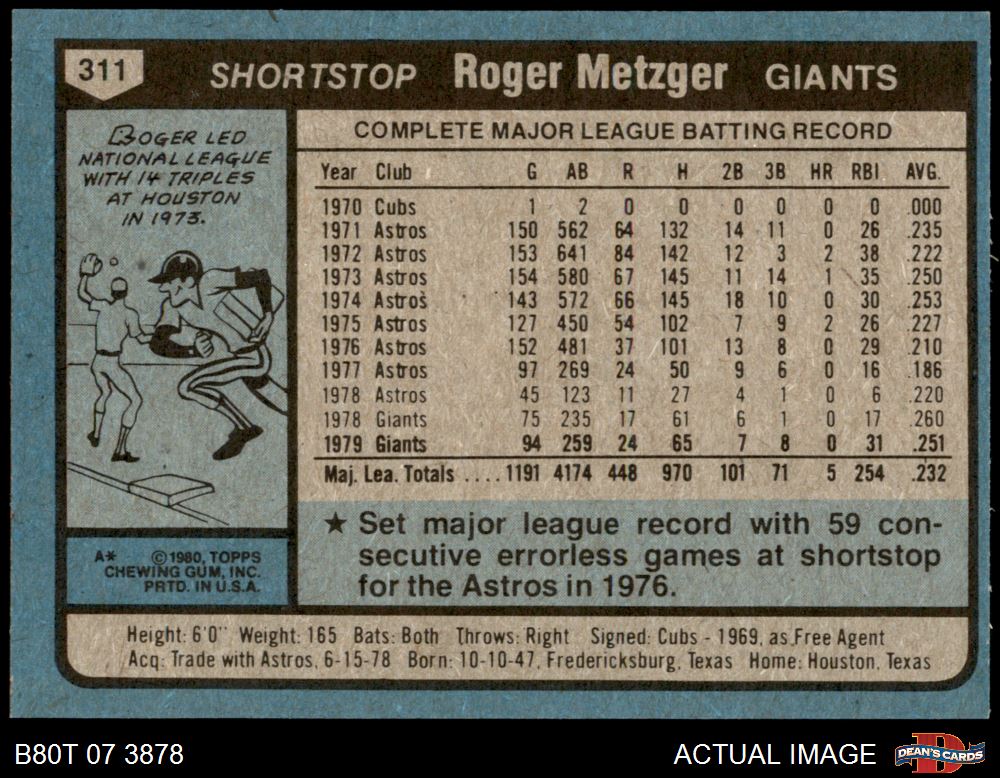 311 SHORTSTOP Roger Metzger GIANTS
ROGER LED
NATIONAL LEAGUE
WITH 14 TRIPLES
AT HOUSTON
IN 1973.
COMPLETE MAJOR LEAGUE BATTING RECORD
Year Club G AB R H 2B 3B HR RBI AVG.
1970 Cubs 1 2 0 0 0 0 0 0 .000
1971 Astros 150 562 64 132 14 11 0 26 .235
1972 Astros 153 641 84 142 12 3 2 38 .222
1973 Astros 154 580 67 145 11 14 1 35 .250
1974 Astros 143 572 66 145 18 10 0 30 .253
1975 Astros 127 450 54 102 7 9 2 26 .227
1976 Astros 152 481 37 101 13 8 0 29 .210
1977 Astros 97 269 24 50 9 6 0 16 .186
1978 Astros 45 123 11 27 4 1 0 6 .220
1978 Giants 75 235 17 61 6 1 0 17 .260
1979 Giants 94 259 24 65 7 8 0 31 .251
Maj. Lea. Totals .... 1191 4174 448 970 101 71 5 254 .232
★ Set major league record with 59 con-
secutive errorless games at shortstop
for the Astros in 1976.
A* ©1980, TOPPS
CHEWING GUM, INC.
PRTD. IN U.S.A.
Height: 6'0" Weight: 165 Bats: Both Throws: Right Signed: Cubs - 1969, as Free Agent
Acq: Trade with Astros, 6-15-78 Born: 10-10-47, Fredericksburg, Texas Home: Houston, Texas
B80T 07 3878 ACTUAL IMAGE DEAN'S CARDS